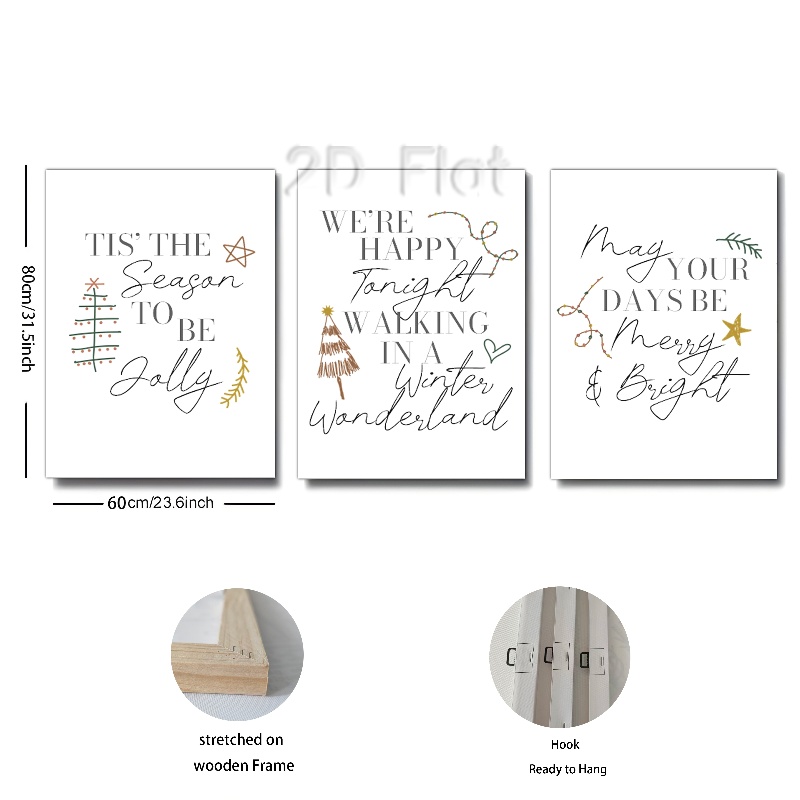 2D Flat
TIS' THE
Season
TO
BE
Jolly
WE'RE
HAPPY
Tonight
WALKING
IN A
Winter
Wonderland
May
YOUR
DAYS BE
Merry
& Bright
80cm/31.5inch
60cm/23.6inch
stretched on
wooden Frame
Hook
Ready to Hang